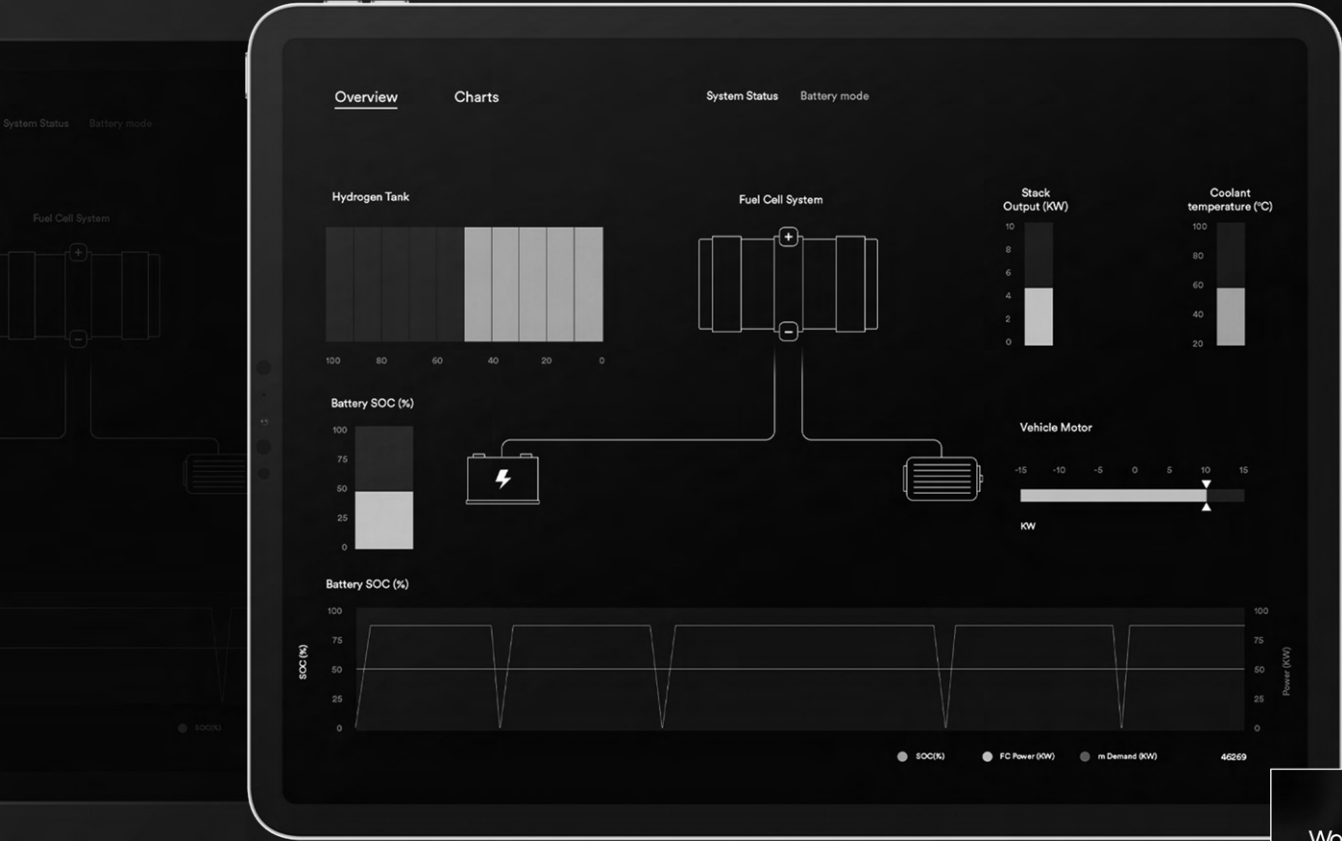 Overview
Charts
System Status Battery mode
System Status Battery mode
Hydrogen Tank
100 80 60 40 20 0
Fuel Cell System
Fuel Cell System
Stack
Output (KW)
10
8
6
4
2
0
Coolant
temperature (°C)
100
80
60
40
20
Battery SOC (%)
100
75
50
25
0
Vehicle Motor
-15 -10 -5 0 5 10 15
KW
Battery SOC (%)
SOC (%)
100
75
50
25
0
100
75
50
25
0
Power (KW)
SOC(%)
SOC(%) FC Power (KW) m Demand (KW) 46269